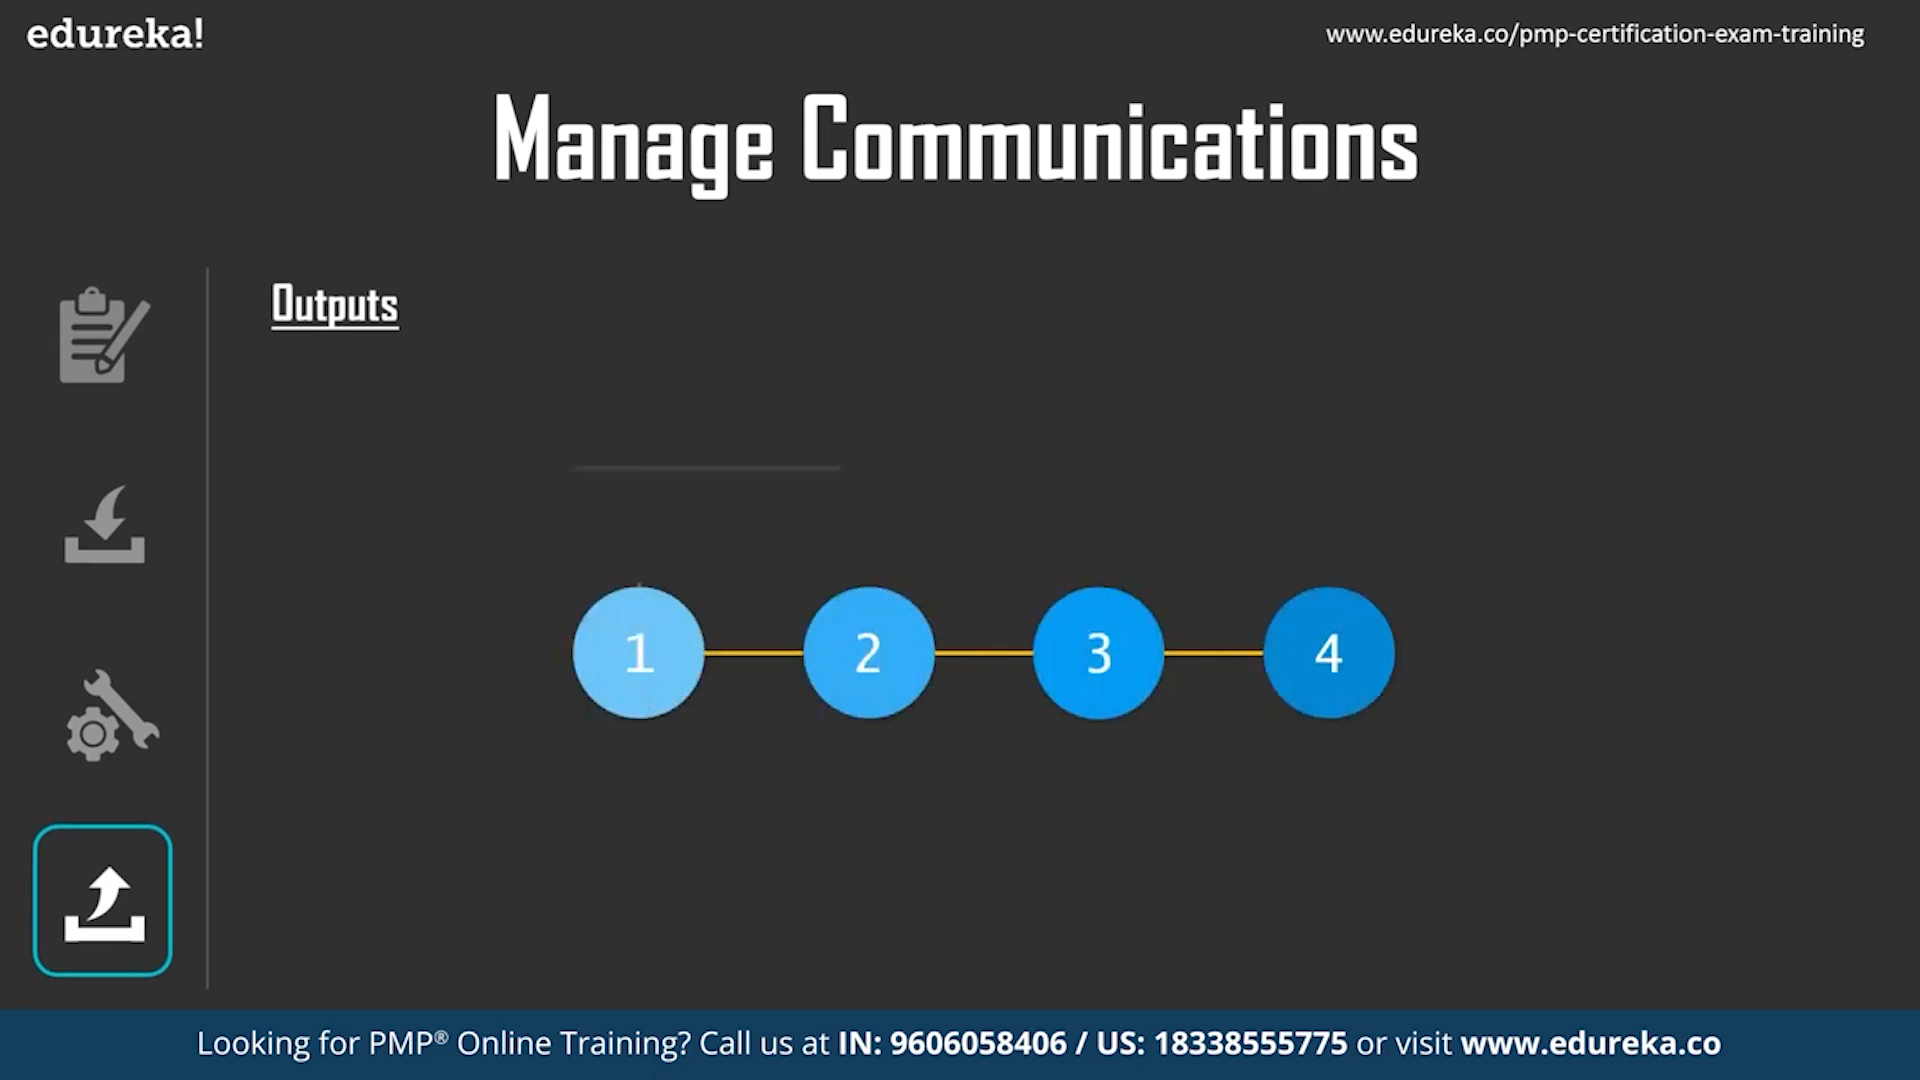 edureka!
www.edureka.co/pmp-certification-exam-training
Manage Communications
Outputs
1 2 3 4
Looking for PMP® Online Training? Call us at IN: 9606058406 / US: 18338555775 or visit www.edureka.co